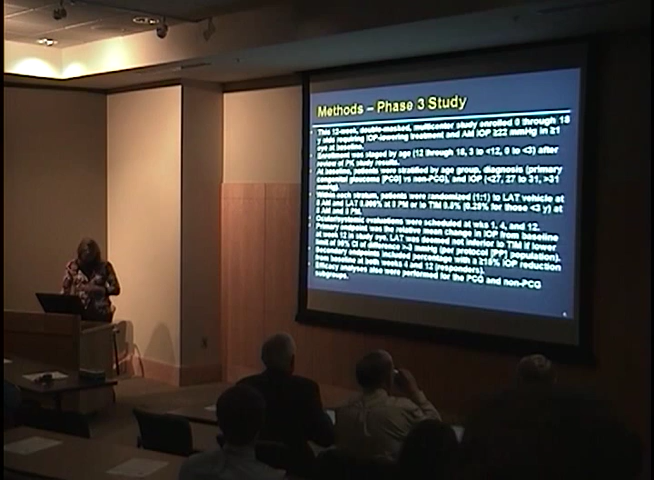 Methods – Phase 3 Study
This 12-week, double-masked, multicenter study enrolled 0 through 18
y olds requiring IOP-lowering treatment and AM IOP ≥22 mmHg in ≥1
eye at baseline.
Enrollment was staged by age (12 through 18, 3 to <12, 0 to <3) after
review of PK study results.
At baseline, patients were stratified by age group, diagnosis (primary
congenital glaucoma [PCG] vs non-PCG), and IOP (<27, 27 to 31, >31
mmHg).
Within each stratum, patients were randomized (1:1) to LAT vehicle at
8 AM and LAT 0.005% at 8 PM or to TIM 0.5% (0.25% for those <3 y) at
8 AM and 8 PM.
evaluations were scheduled at wks 1, 4, and 12.
Primary endpoint was the relative mean change in IOP from baseline
at week 12 in study eye. LAT was deemed not inferior to TIM if lower
limit of 95% CI of difference >-3 mmHg (per protocol [PP] population).
Secondary endpoints included percentage with a ≥15% IOP reduction
from baseline at weeks 4 and 12 (responders).
Efficacy analyses also were performed for the PCG and non-PCG
subgroups.